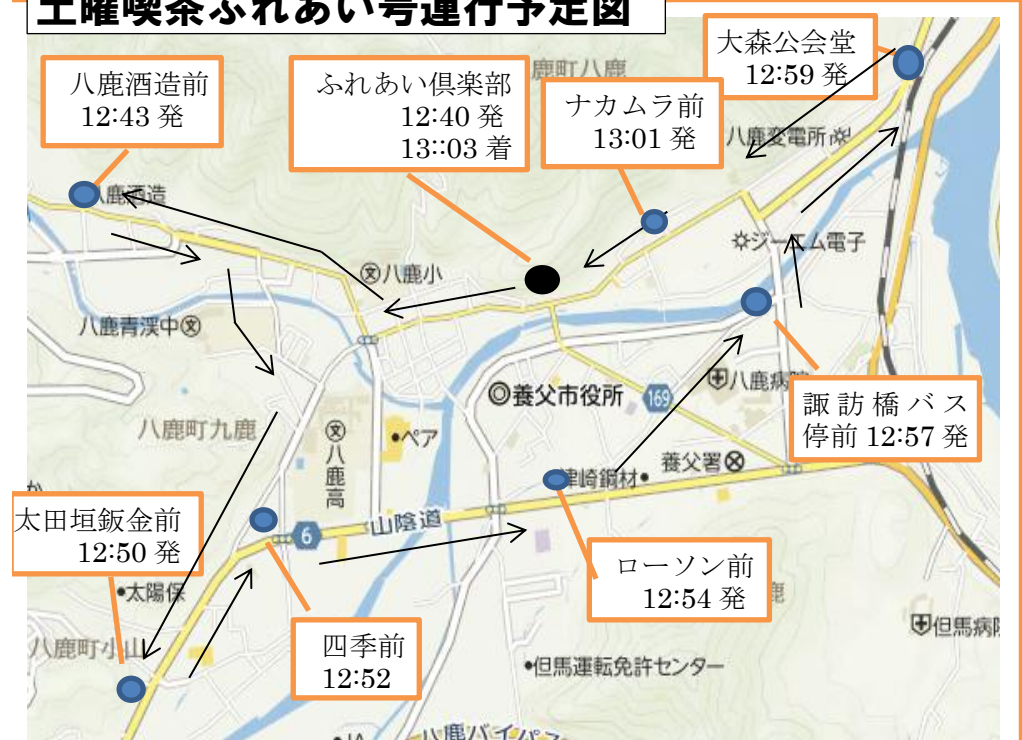 土曜喫茶ふれあい号運行予定図
大森公会堂
12:59 発
八鹿酒造前
12:43 発
ふれあい倶楽部
12:40 発
13::03 着
鹿町八鹿
ナカムラ前
13:01 発
八鹿変電所
八鹿酒造
ジーエム電子
八鹿小
八鹿青渓中
養父市役所
169
八鹿病院
諏訪橋バス
停前 12:57 発
八鹿町九鹿
八鹿高
ペア
津崎鋼材
養父署
太田垣鈑金前
12:50 発
6
山陰道
ローソン前
12:54 発
鹿
太陽保
八鹿町小山
四季前
12:52
但馬病院
但馬運転免許センター
JA
八鹿バイパス